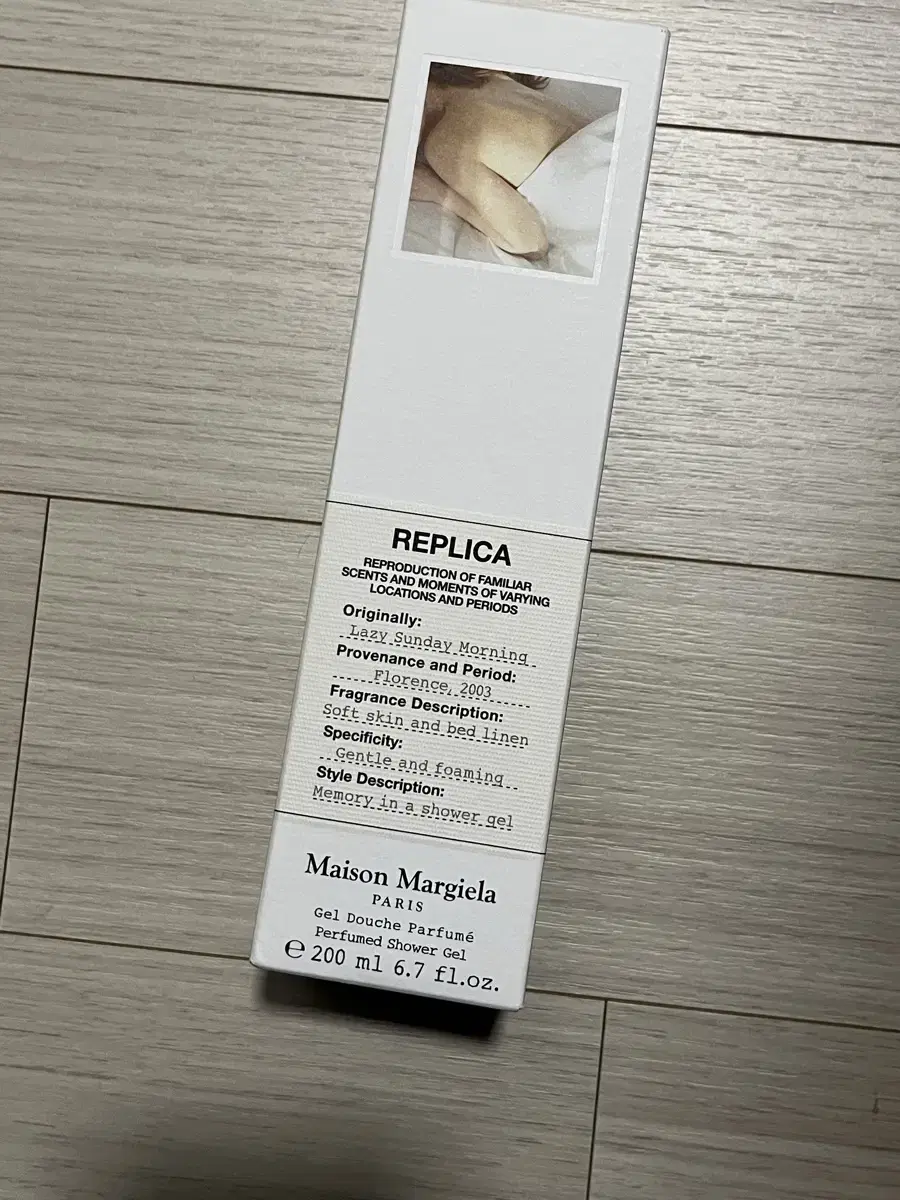 REPLICA
REPRODUCTION OF FAMILIAR
SCENTS AND MOMENTS OF VARYING
LOCATIONS AND PERIODS
Originally:
Lazy Sunday Morning
Provenance and Period:
Florence, 2003
Fragrance Description:
Soft skin and bed linen
Specificity:
Gentle and foaming
Style Description:
Memory in a shower gel
Maison Margiela
PARIS
Gel Douche Parfumé
Perfumed Shower Gel
℮ 200 ml 6.7 fl.oz.